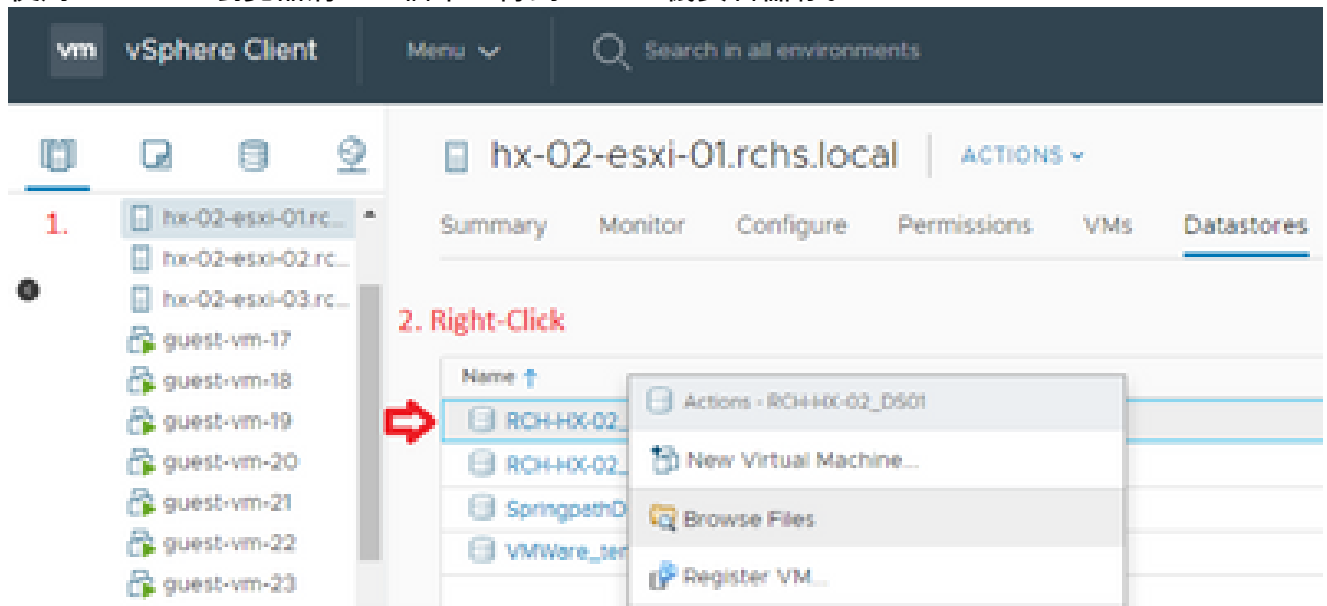 vm vSphere Client Menu Search in all environments
hx-02-esxi-01.rchs.local ACTIONS
1.
hx-02-esxi-01.rc...
hx-02-esxi-02.rc...
hx-02-esxi-03.rc...
guest-vm-17
guest-vm-18
guest-vm-19
guest-vm-20
guest-vm-21
guest-vm-22
guest-vm-23
Summary Monitor Configure Permissions VMs Datastores
2. Right-Click
Name
RCH-HX-02_
RCH-HX-02_
SpringpathD
VMWare_
Actions - RCH-HX-02_DS01
New Virtual Machine...
Browse Files
Register VM...